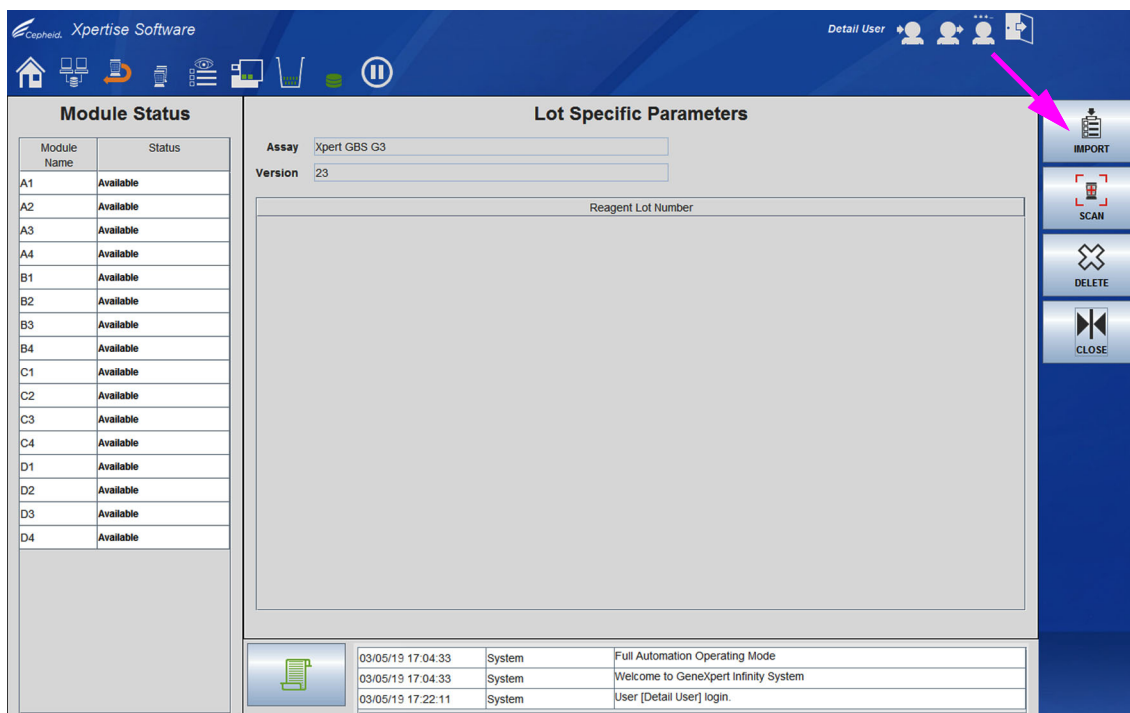 Cepheid. Xpertise Software
Detail User
Module Status
Module Name Status
A1 Available
A2 Available
A3 Available
A4 Available
B1 Available
B2 Available
B3 Available
B4 Available
C1 Available
C2 Available
C3 Available
C4 Available
D1 Available
D2 Available
D3 Available
D4 Available
Lot Specific Parameters
Assay Xpert GBS G3
Version 23
Reagent Lot Number
03/05/19 17:04:33 System Full Automation Operating Mode
03/05/19 17:04:33 System Welcome to GeneXpert Infinity System
03/05/19 17:22:11 System User [Detail User] login.
IMPORT
SCAN
DELETE
CLOSE